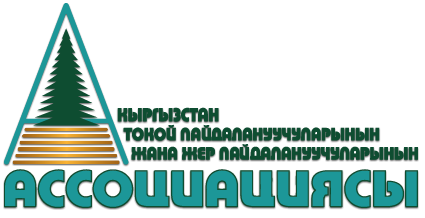 КЫРГЫЗСТАН
ТОКОЙ ПАЙДАЛАНУУЧУЛАРЫНЫН
ЖАНА ЖЕР ПАЙДАЛАНУУЧУЛАРЫНЫН
АССОЦИАЦИЯСЫ